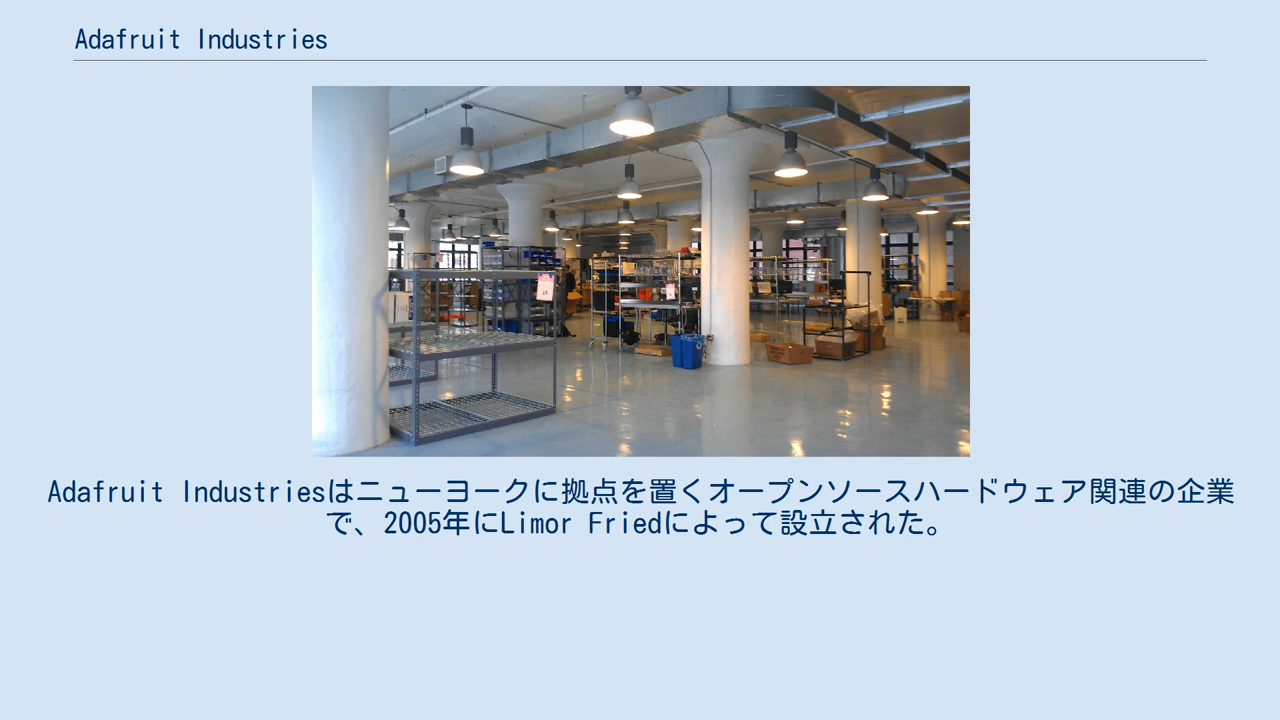 Adafruit Industries
Adafruit Industriesはニューヨークに拠点を置くオープンソースハードウェア関連の企業
で、2005年にLimor Friedによって設立された。